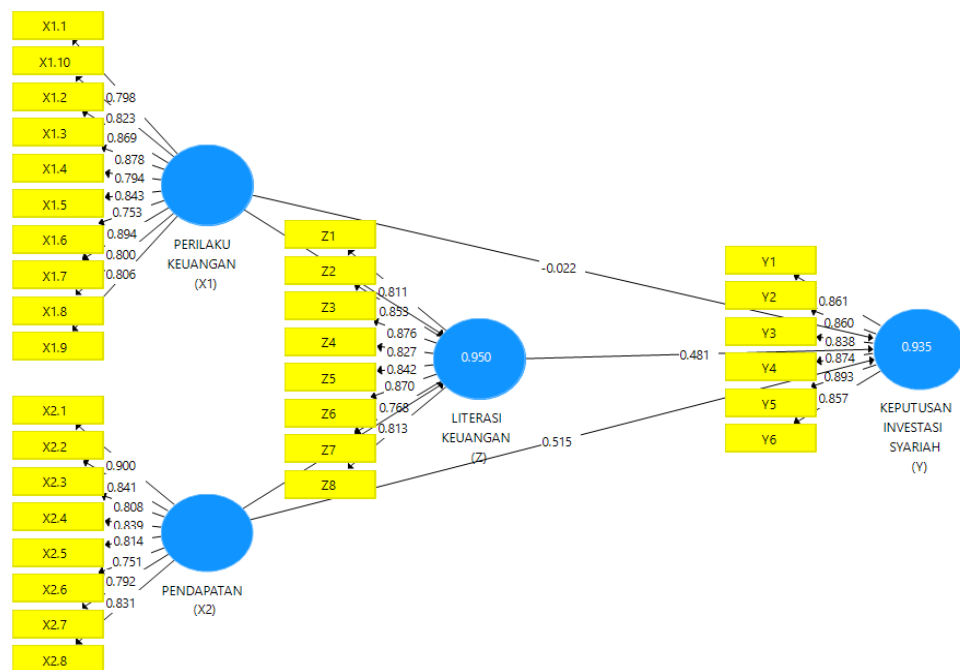 X1.1
X1.10
X1.2
X1.3
X1.4
X1.5
X1.6
X1.7
X1.8
X1.9
0.798
0.823
0.869
0.878
0.794
0.843
0.753
0.894
0.800
0.806
PERILAKU
KEUANGAN
(X1)
X2.1
X2.2
X2.3
X2.4
X2.5
X2.6
X2.7
X2.8
0.900
0.841
0.808
0.839
0.814
0.751
0.792
0.831
PENDAPATAN
(X2)
Z1
Z2
Z3
Z4
Z5
Z6
Z7
Z8
0.811
0.853
0.876
0.827
0.842
0.870
0.768
0.813
0.950
LITERASI
KEUANGAN
(Z)
-0.022
0.481
0.515
Y1
Y2
Y3
Y4
Y5
Y6
0.861
0.860
0.838
0.874
0.893
0.857
0.935
KEPUTUSAN
INVESTASI
SYARIAH
(Y)